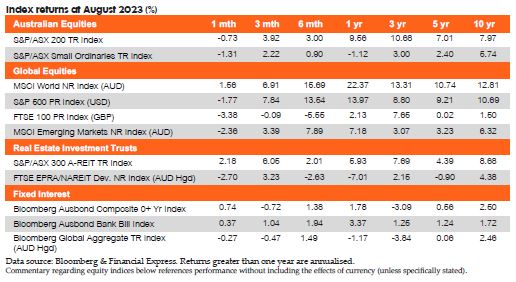 Index returns at August 2023 (%)
Australian Equities 1 mth 3 mth 6 mth 1 yr 3 yr 5 yr 10 yr
S&P/ASX 200 TR Index -0.73 3.92 3.00 9.56 10.68 7.01 7.97
S&P/ASX Small Ordinaries TR Index -1.31 2.22 0.90 -1.12 3.00 2.40 5.74
Global Equities
MSCI World NR Index (AUD) 1.56 6.91 15.69 22.37 13.31 10.74 12.81
S&P 500 PR Index (USD) -1.77 7.84 13.54 13.97 8.80 9.21 10.69
FTSE 100 PR Index (GBP) -3.38 -0.09 -5.55 2.13 7.65 0.02 1.50
MSCI Emerging Markets NR Index (AUD) -2.36 3.39 7.89 7.18 3.07 3.23 6.32
Real Estate Investment Trusts
S&P/ASX 300 A-REIT TR Index 2.18 6.05 2.01 5.93 7.69 4.39 8.68
FTSE EPRA/NAREIT Dev. NR Index (AUD Hgd) -2.70 3.23 -2.63 -7.01 2.15 -0.90 4.38
Fixed Interest
Bloomberg Ausbond Composite 0+ Yr Index 0.74 -0.72 1.38 1.78 -3.09 0.56 2.60
Bloomberg Ausbond Bank Bill Index 0.37 1.04 1.94 3.37 1.25 1.24 1.72
Bloomberg Global Aggregate TR Index -0.27 -0.47 1.49 -1.17 -3.84 0.06 2.46
(AUD Hgd)
Data source: Bloomberg & Financial Express. Returns greater than one year are annualised.
Commentary regarding equity indices below references performance without including the effects of currency (unless specifically stated).